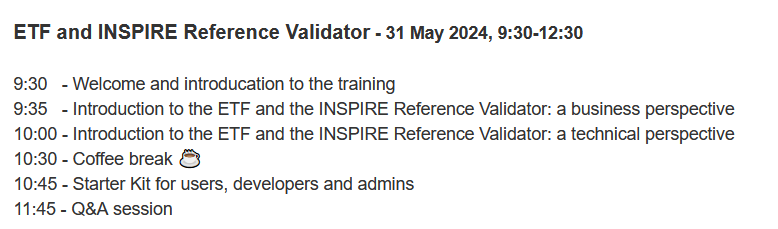 ETF and INSPIRE Reference Validator - 31 May 2024, 9:30-12:30
9:30 - Welcome and introducation to the training
9:35 - Introduction to the ETF and the INSPIRE Reference Validator: a business perspective
10:00 - Introduction to the ETF and the INSPIRE Reference Validator: a technical perspective
10:30 - Coffee break ☕
10:45 - Starter Kit for users, developers and admins
11:45 - Q&A session